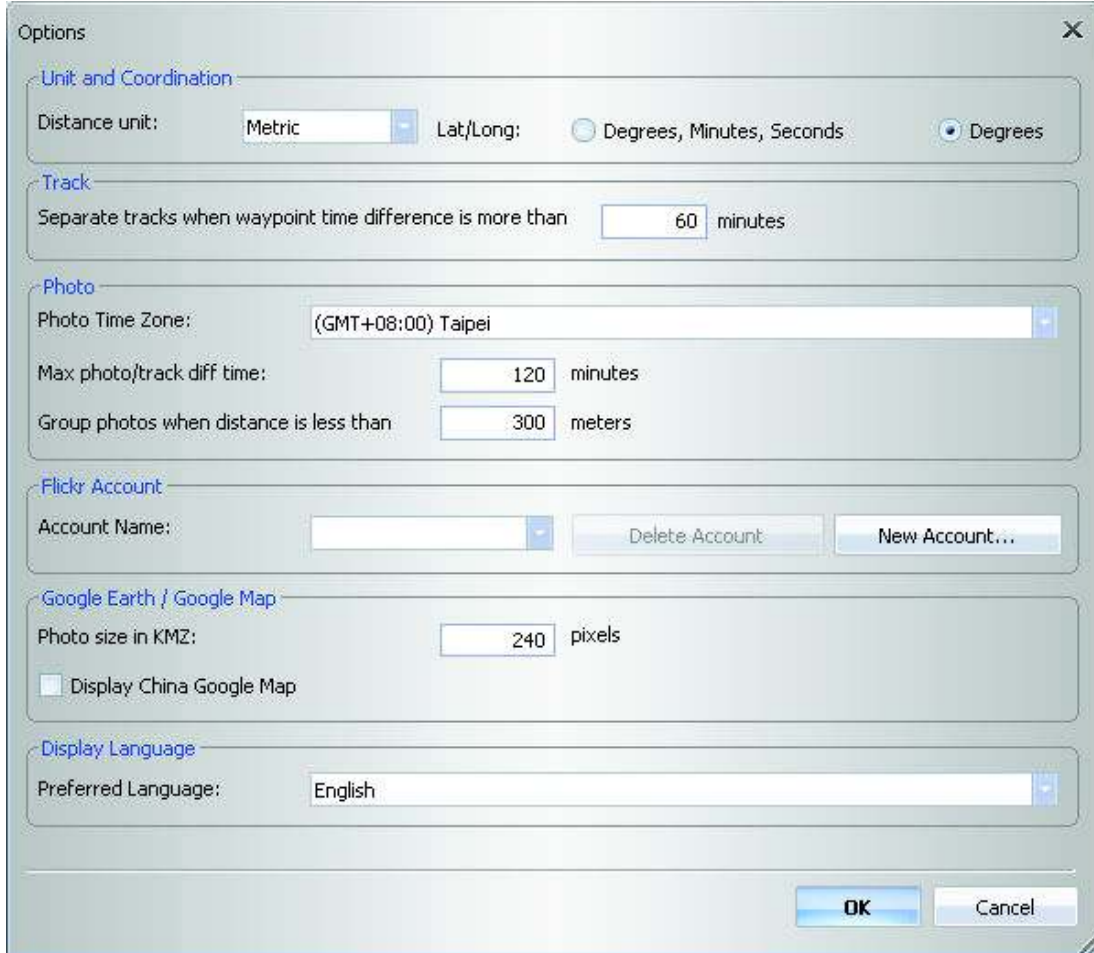 Options
Unit and Coordination
Distance unit: Metric Lat/Long: Degrees, Minutes, Seconds Degrees
Track
Separate tracks when waypoint time difference is more than 60 minutes
Photo
Photo Time Zone: (GMT+08:00) Taipei
Max photo/track diff time: 120 minutes
Group photos when distance is less than 300 meters
Flickr Account
Account Name: Delete Account New Account...
Google Earth / Google Map
Photo size in KMZ: 240 pixels
Display China Google Map
Display Language
Preferred Language: English
OK Cancel